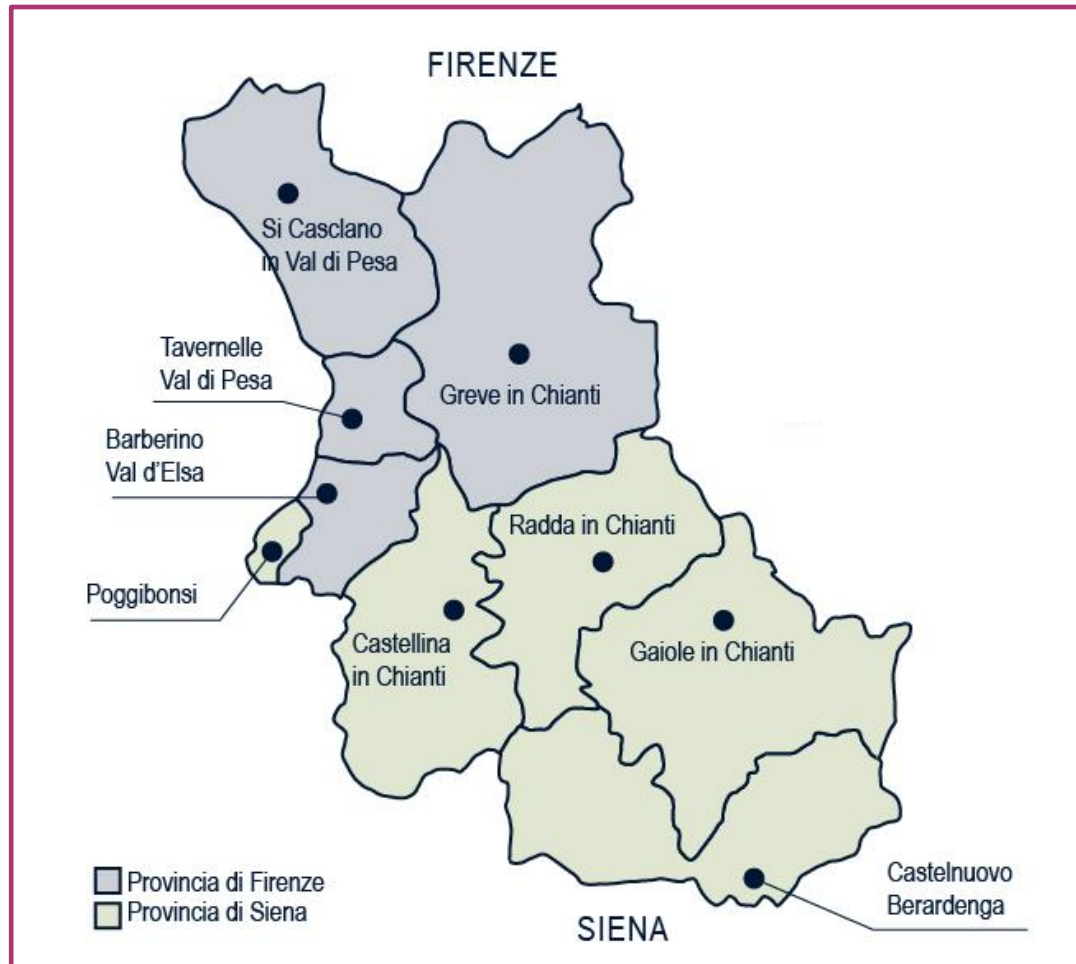 FIRENZE
Si Casclano
in Val di Pesa
Tavernelle
Val di Pesa
Greve in Chianti
Barberino
Val d'Elsa
Radda in Chianti
Poggibonsi
Castellina
in Chianti
Gaiole in Chianti
Provincia di Firenze
Provincia di Siena
Castelnuovo
Berardenga
SIENA